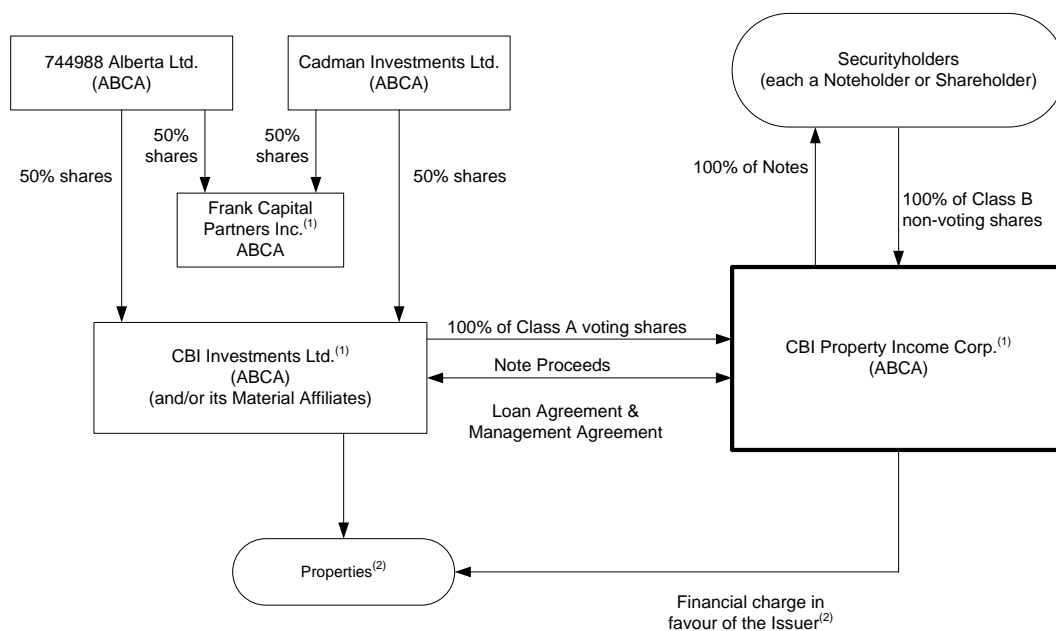 744988 Alberta Ltd.
(ABCA)
Cadman Investments Ltd.
(ABCA)
Securityholders
(each a Noteholder or Shareholder)
50% shares
50%
shares
50%
shares
50% shares
Frank Capital
Partners Inc.(1)
ABCA
100% of Notes
100% of Class B
non-voting shares
CBI Investments Ltd.(1)
(ABCA)
(and/or its Material Affiliates)
100% of Class A voting shares
Note Proceeds
Loan Agreement &
Management Agreement
CBI Property Income Corp.(1)
(ABCA)
Properties(2)
Financial charge in
favour of the Issuer(2)